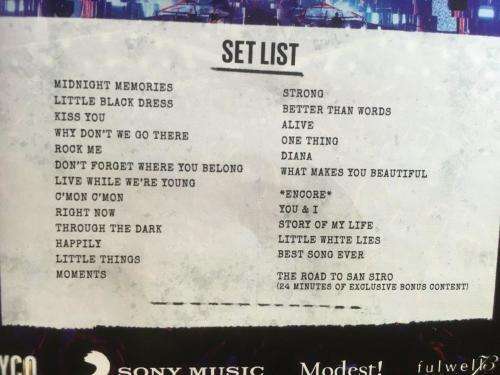 SET LIST
MIDNIGHT MEMORIES
LITTLE BLACK DRESS
KISS YOU
WHY DON'T WE GO THERE
ROCK ME
DON'T FORGET WHERE YOU BELONG
LIVE WHILE WE'RE YOUNG
C'MON C'MON
RIGHT NOW
THROUGH THE DARK
HAPPILY
LITTLE THINGS
MOMENTS
STRONG
BETTER THAN WORDS
ALIVE
ONE THING
DIANA
WHAT MAKES YOU BEAUTIFUL
*ENCORE*
YOU & I
STORY OF MY LIFE
LITTLE WHITE LIES
BEST SONG EVER
THE ROAD TO SAN SIRO
(24 MINUTES OF EXCLUSIVE BONUS CONTENT)
SONY MUSIC
Modest!
fulwell 73